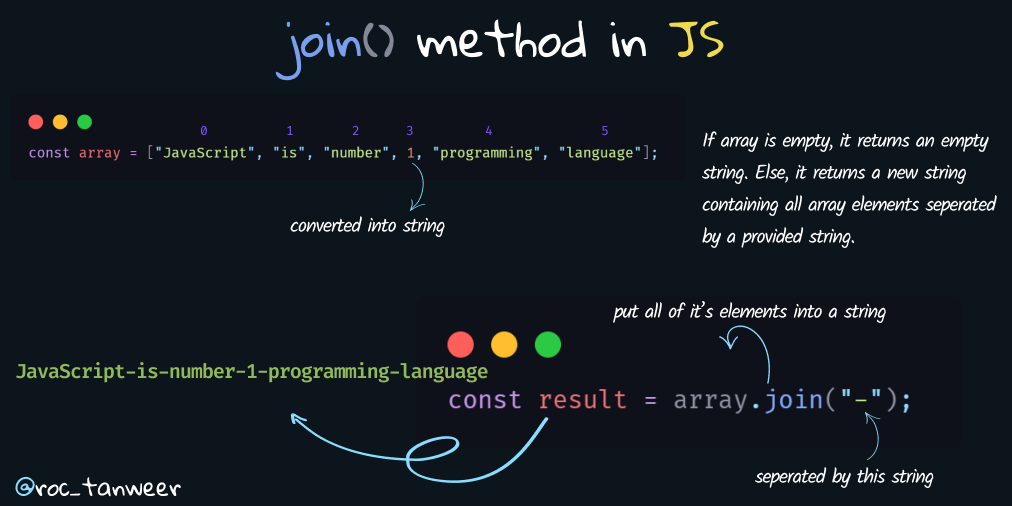 join() method in JS
0 1 2 3 4 5
const array = ["JavaScript", "is", "number", 1, "programming", "language"];
converted into string
If array is empty, it returns an empty
string. Else, it returns a new string
containing all array elements seperated
by a provided string.
put all of it's elements into a string
JavaScript-is-number-1-programming-language
const result = array.join("-");
seperated by this string
@roc_tanweer